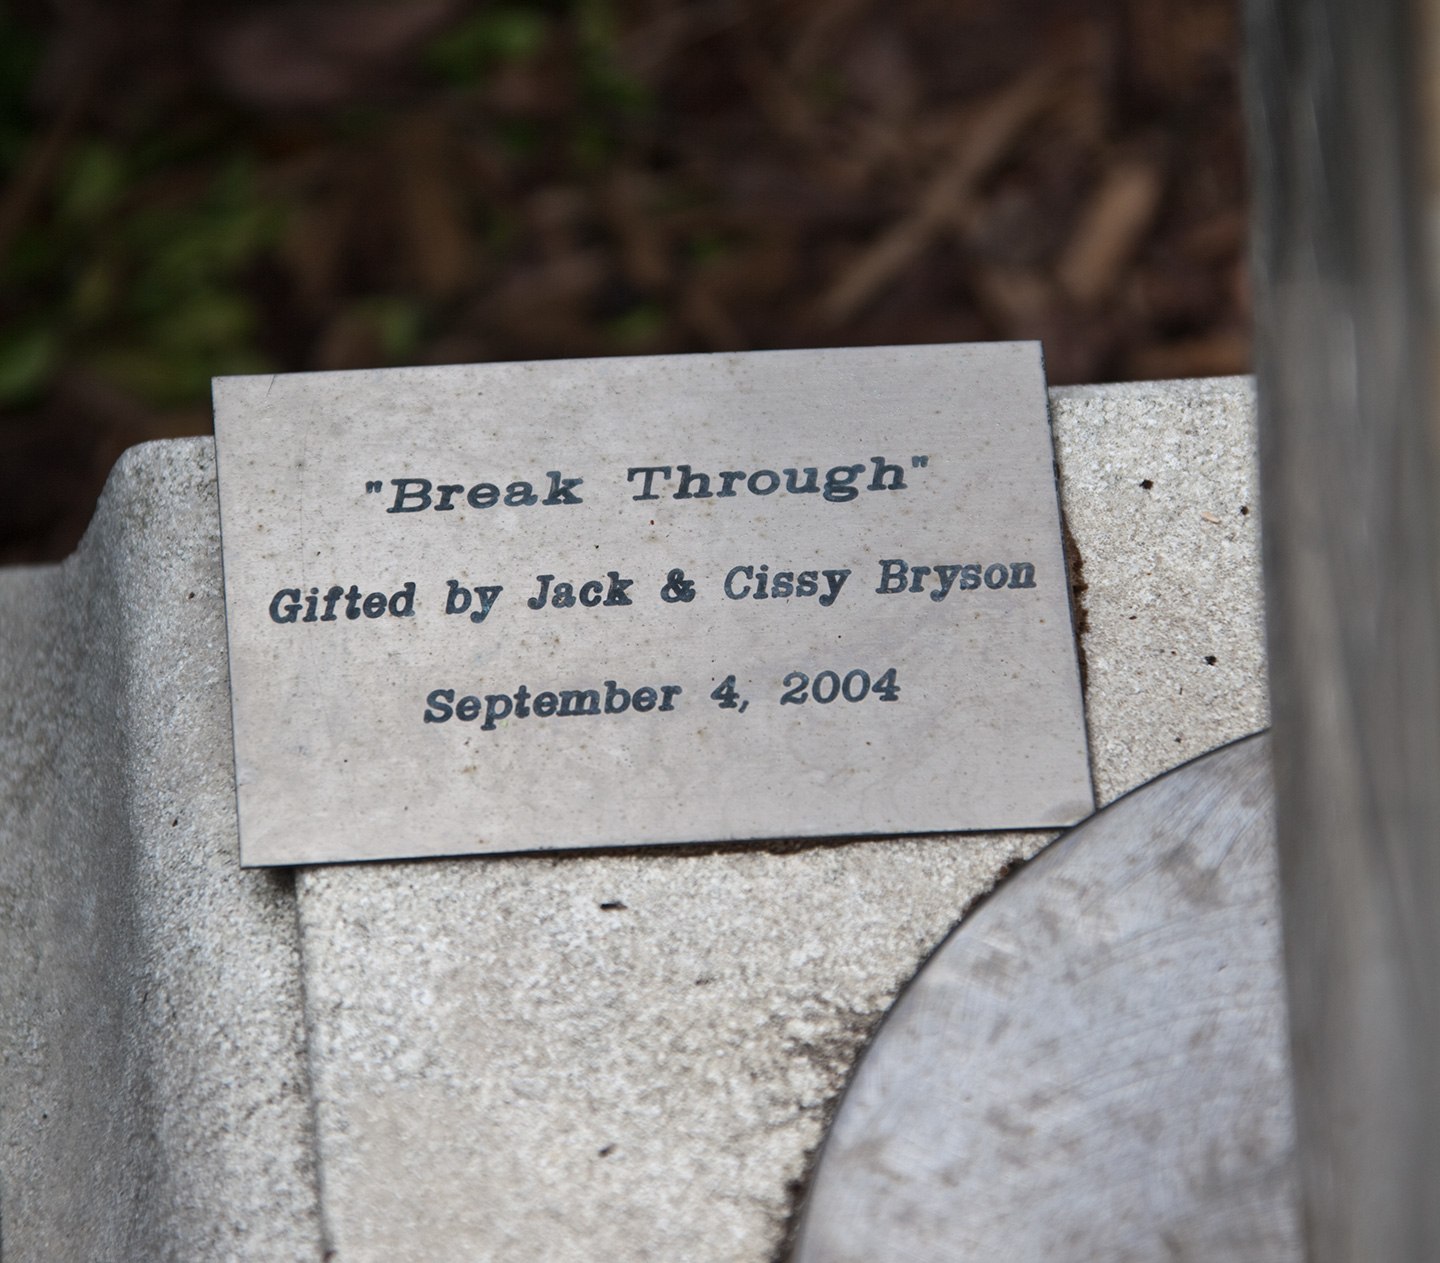 "Break Through"
Gifted by Jack & Cissy Bryson
September 4, 2004